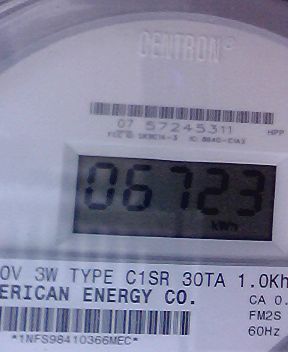 CENTRON®
07 57245311
HPP
06723
kWh
0V 3W TYPE C1SR 30TA 1.0Kh
ERICAN ENERGY CO.
CA 0.
FM2S
*1NFS98410366MEC*
60Hz